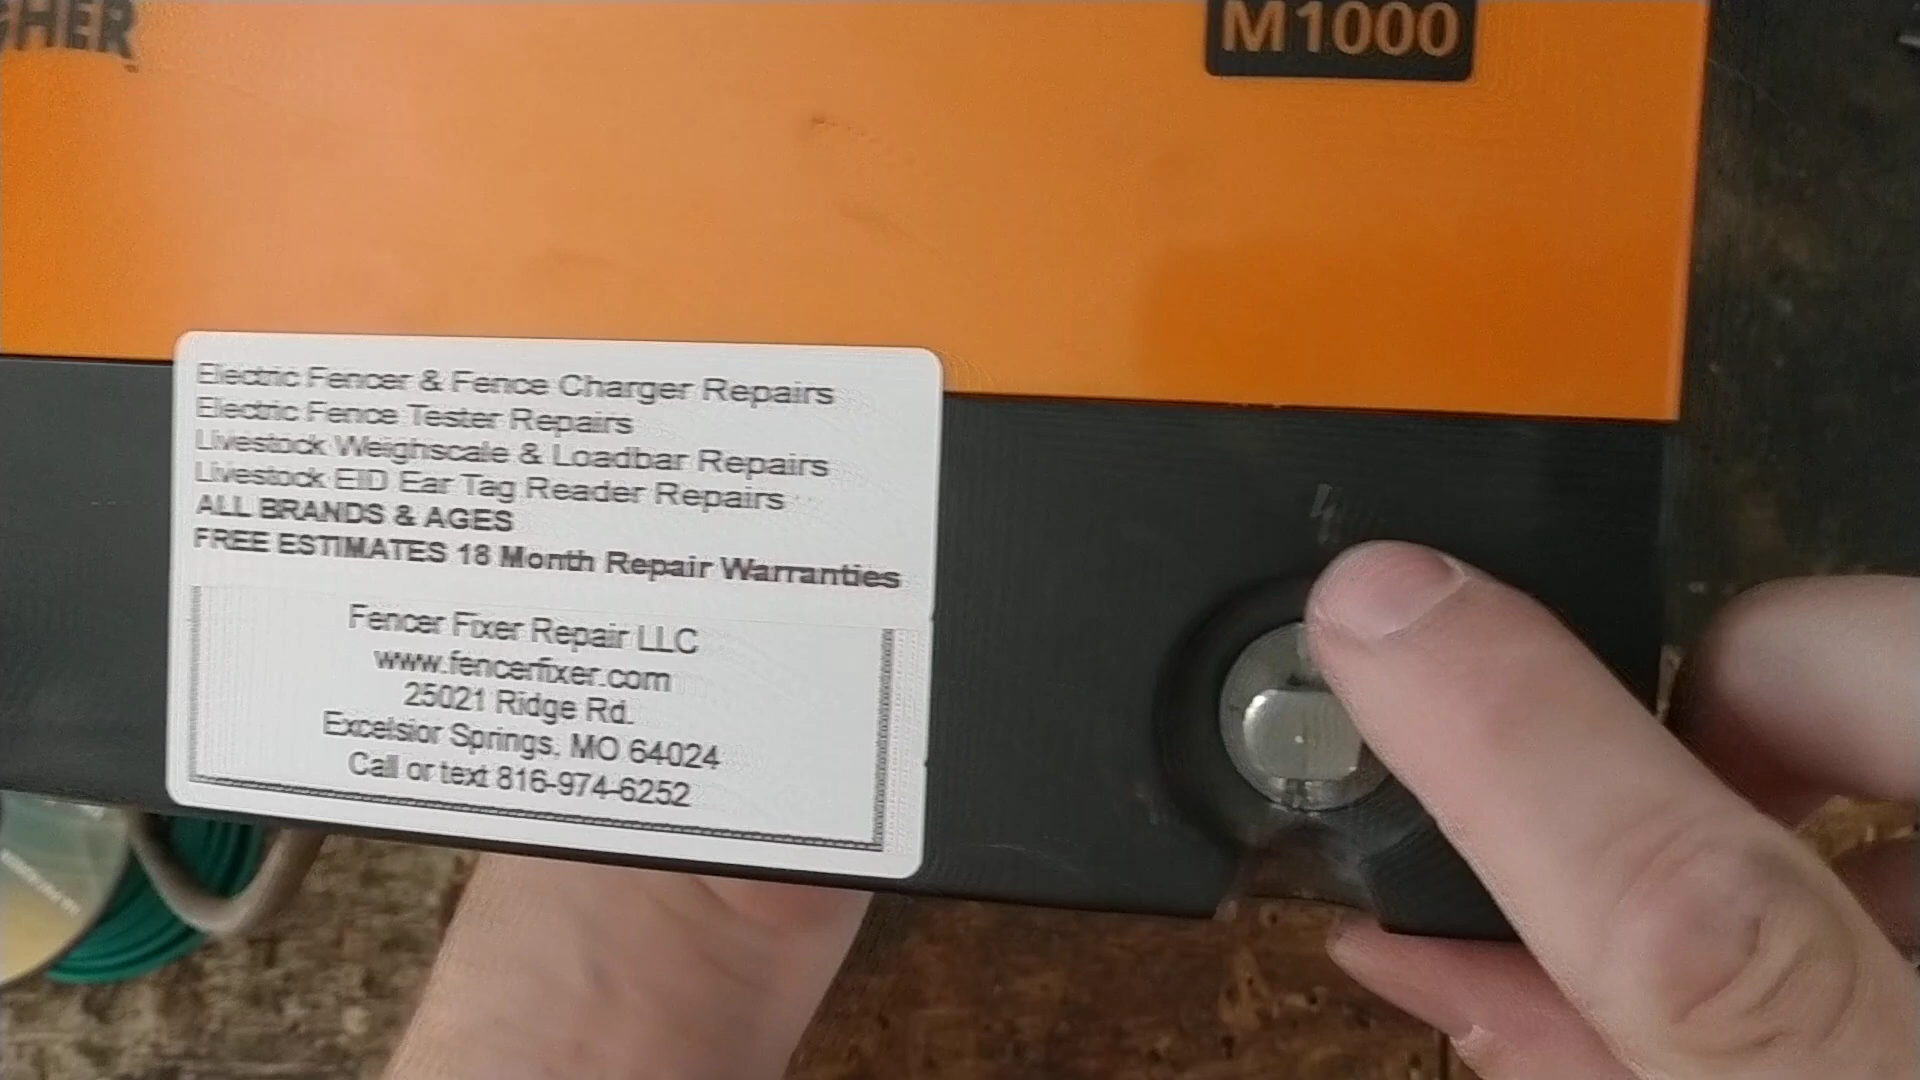 GHER
M1000
Electric Fencer & Fence Charger Repairs
Electric Fence Tester Repairs
Livestock Weighscale & Loadbar Repairs
Livestock EID Ear Tag Reader Repairs
ALL BRANDS & AGES
FREE ESTIMATES 18 Month Repair Warranties
Fencer Fixer Repair LLC
www.fencerfixer.com
25021 Ridge Rd.
Excelsior Springs, MO 64024
Call or text 816-974-6252